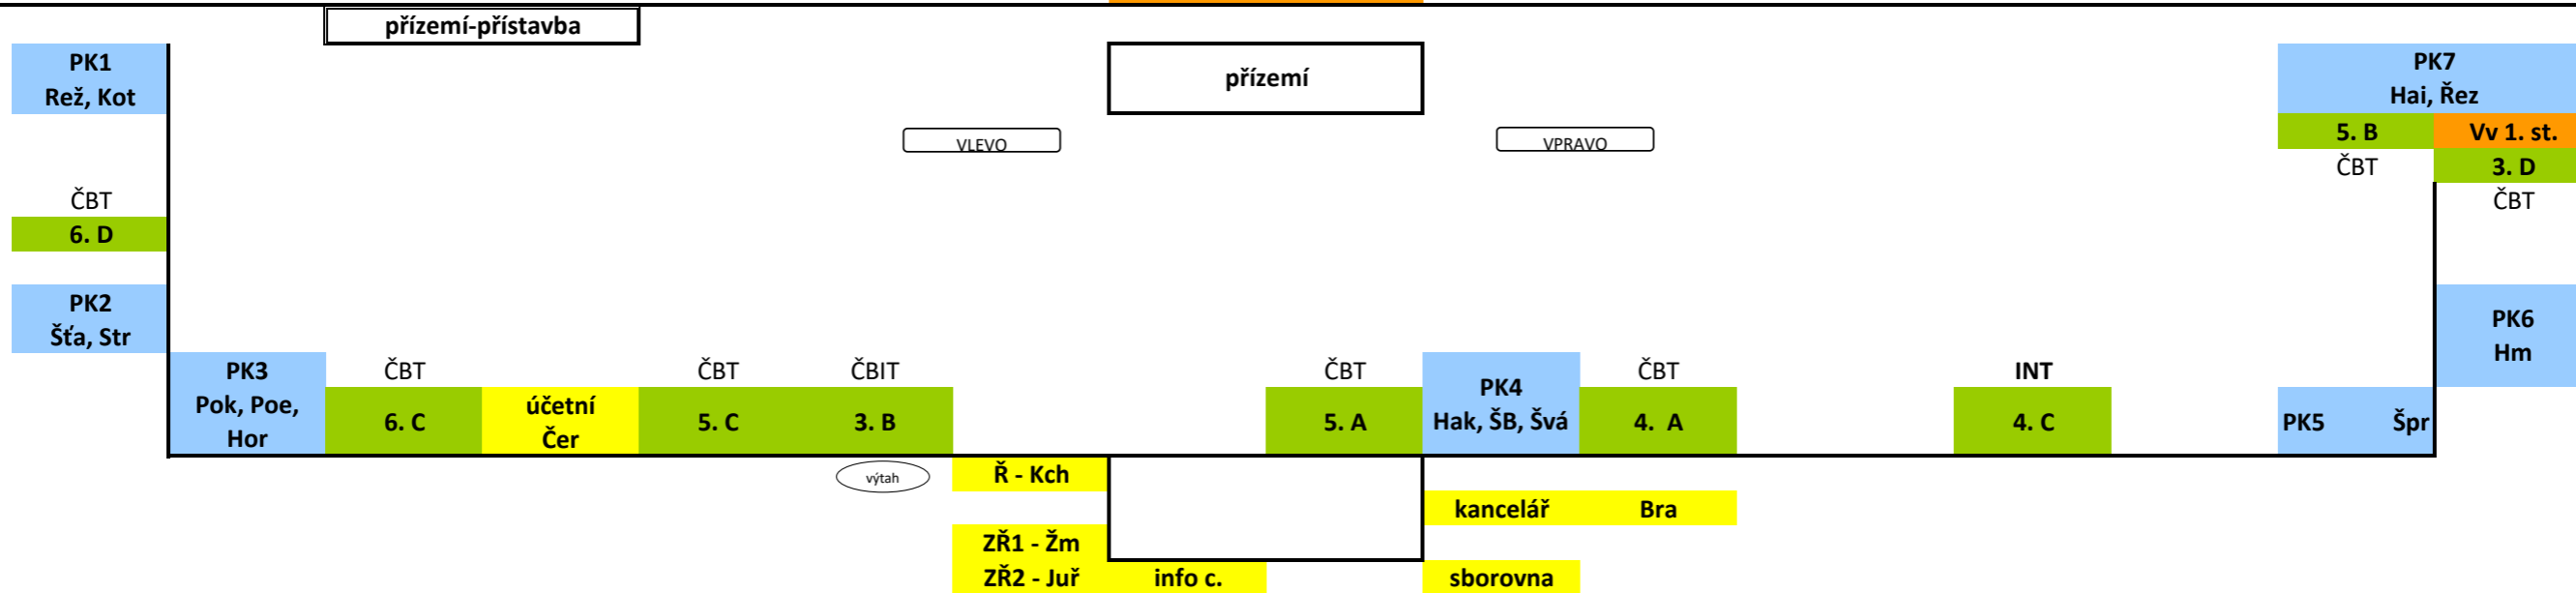 přízemí-přístavba
PK1
Rež, Kot
přízemí
PK7
Hai, Řez
VLEVO
VPRAVO
5. B
Vv 1. st.
ČBT
3. D
ČBT
ČBT
6. D
PK2
Šťa, Str
PK6
Hm
PK3
Pok, Poe,
Hor
ČBT
6. C
účetní
Čer
ČBT
5. C
ČBIT
3. B
ČBT
5. A
PK4
Hak, ŠB, Švá
ČBT
4. A
INT
4. C
PK5 Špr
výtah
Ř - Kch
kancelář Bra
ZŘ1 - Žm
ZŘ2 - Juř
info c.
sborovna